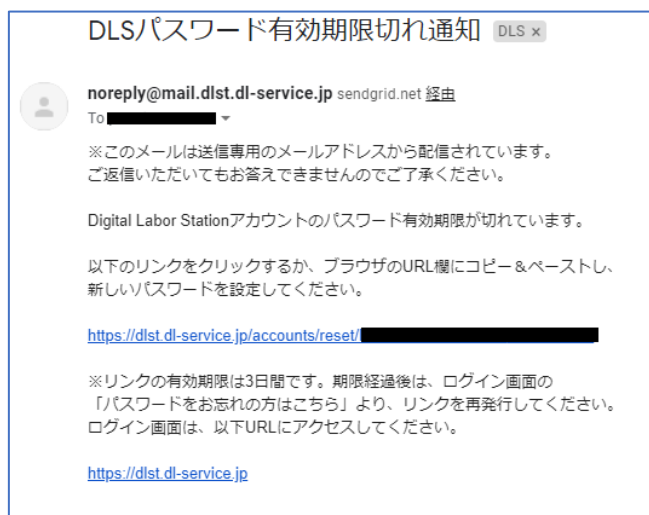 DLSパスワード有効期限切れ通知 DLS ×
noreply@mail.dlst.dl-service.jp sendgrid.net 経由
To
※このメールは送信専用のメールアドレスから配信されています。
ご返信いただいてもお答えできませんのでご了承ください。
Digital Labor Stationアカウントのパスワード有効期限が切れています。
以下のリンクをクリックするか、ブラウザのURL欄にコピー＆ペーストし、
新しいパスワードを設定してください。
https://dlst.dl-service.jp/accounts/reset/
※リンクの有効期限は3日間です。期限経過後は、ログイン画面の
「パスワードをお忘れの方はこちら」より、リンクを再発行してください。
ログイン画面は、以下URLにアクセスしてください。
https://dlst.dl-service.jp